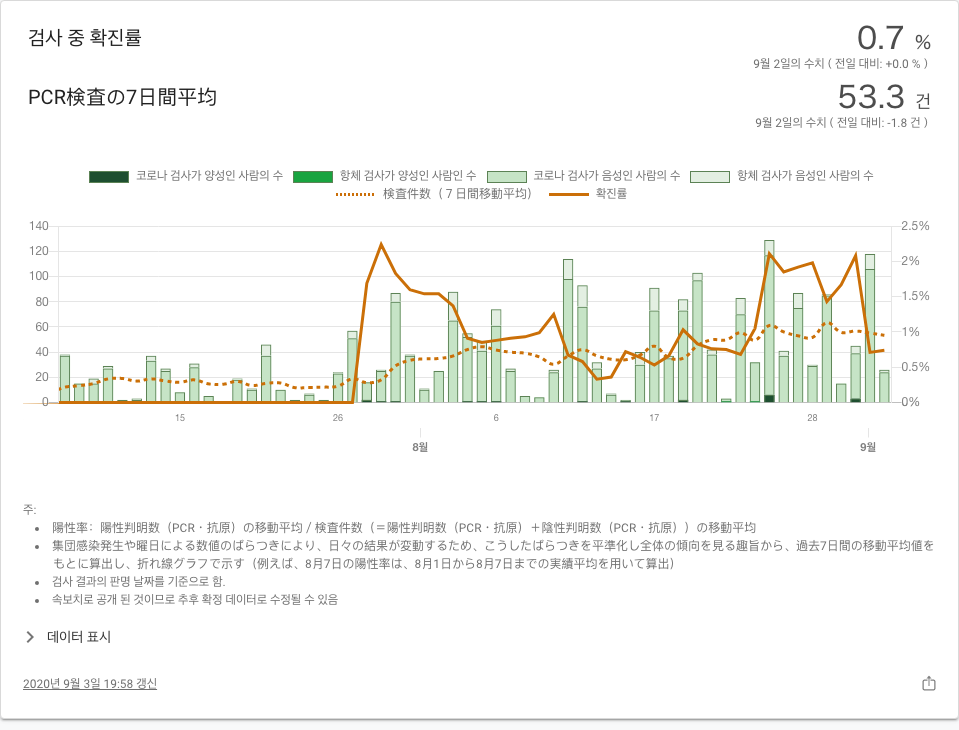 검사 중 확진률
0.7 %
9월 2일의 수치 ( 전일 대비: +0.0 % )
PCR検査の7日間平均
53.3 건
9월 2일의 수치 ( 전일 대비: -1.8 건 )
코로나 검사가 양성인 사람의 수 항체 검사가 양성인 사람인 수 코로나 검사가 음성인 사람의 수 항체 검사가 음성인 사람의 수
検査件数（７日間移動平均） 확진률
140 2.5%
120
2%
100
80 1.5%
60
1%
40
0.5%
20
0 0%
15 26 6 17 28
8월 9월
주:
陽性率：陽性判明数（PCR・抗原）の移動平均 / 検査件数（＝陽性判明数（PCR・抗原）＋陰性判明数（PCR・抗原））の移動平均
集団感染発生や曜日による数値のばらつきにより、日々の結果が変動するため、こうしたばらつきを平準化し全体の傾向を見る趣旨から、過去7日間の移動平均値を
もとに算出し、折れ線グラフで示す（例えば、8月7日の陽性率は、8月1日から8月7日までの実績平均を用いて算出）
검사 결과의 판명 날짜를 기준으로 함.
속보치로 공개 된 것이므로 추후 확정 데이터로 수정될 수 있음
데이터 표시
2020년 9월 3일 19:58 갱신